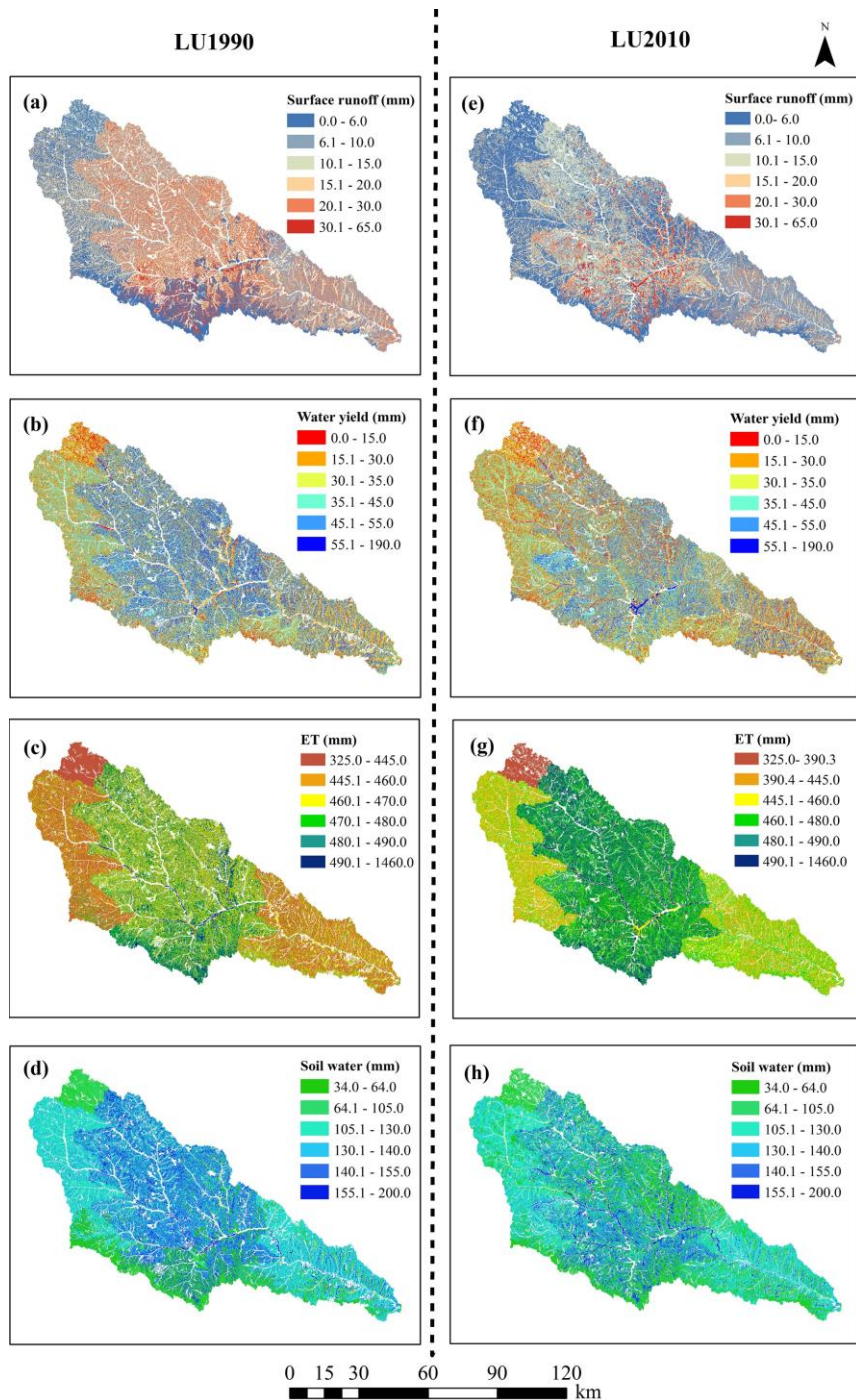 LU1990
LU2010
N
(a)
Surface runoff (mm)
0.0- 6.0
6.1 - 10.0
10.1 - 15.0
15.1 - 20.0
20.1 - 30.0
30.1 - 65.0
(e)
Surface runoff (mm)
0.0- 6.0
6.1 - 10.0
10.1 - 15.0
15.1 - 20.0
20.1 - 30.0
30.1 - 65.0
(b)
Water yield (mm)
0.0 - 15.0
15.1 - 30.0
30.1 - 35.0
35.1 - 45.0
45.1 - 55.0
55.1 - 190.0
(f)
Water yield (mm)
0.0 - 15.0
15.1 - 30.0
30.1 - 35.0
35.1 - 45.0
45.1 - 55.0
55.1 - 190.0
(c)
ET (mm)
325.0 - 445.0
445.1 - 460.0
460.1 - 470.0
470.1 - 480.0
480.1 - 490.0
490.1 - 1460.0
(g)
ET (mm)
325.0- 390.3
390.4 - 445.0
445.1 - 460.0
460.1 - 480.0
480.1 - 490.0
490.1 - 1460.0
(d)
Soil water (mm)
34.0 - 64.0
64.1 - 105.0
105.1 - 130.0
130.1 - 140.0
140.1 - 155.0
155.1 - 200.0
(h)
Soil water (mm)
34.0 - 64.0
64.1 - 105.0
105.1 - 130.0
130.1 - 140.0
140.1 - 155.0
155.1 - 200.0
0 15 30 60 90 120
km